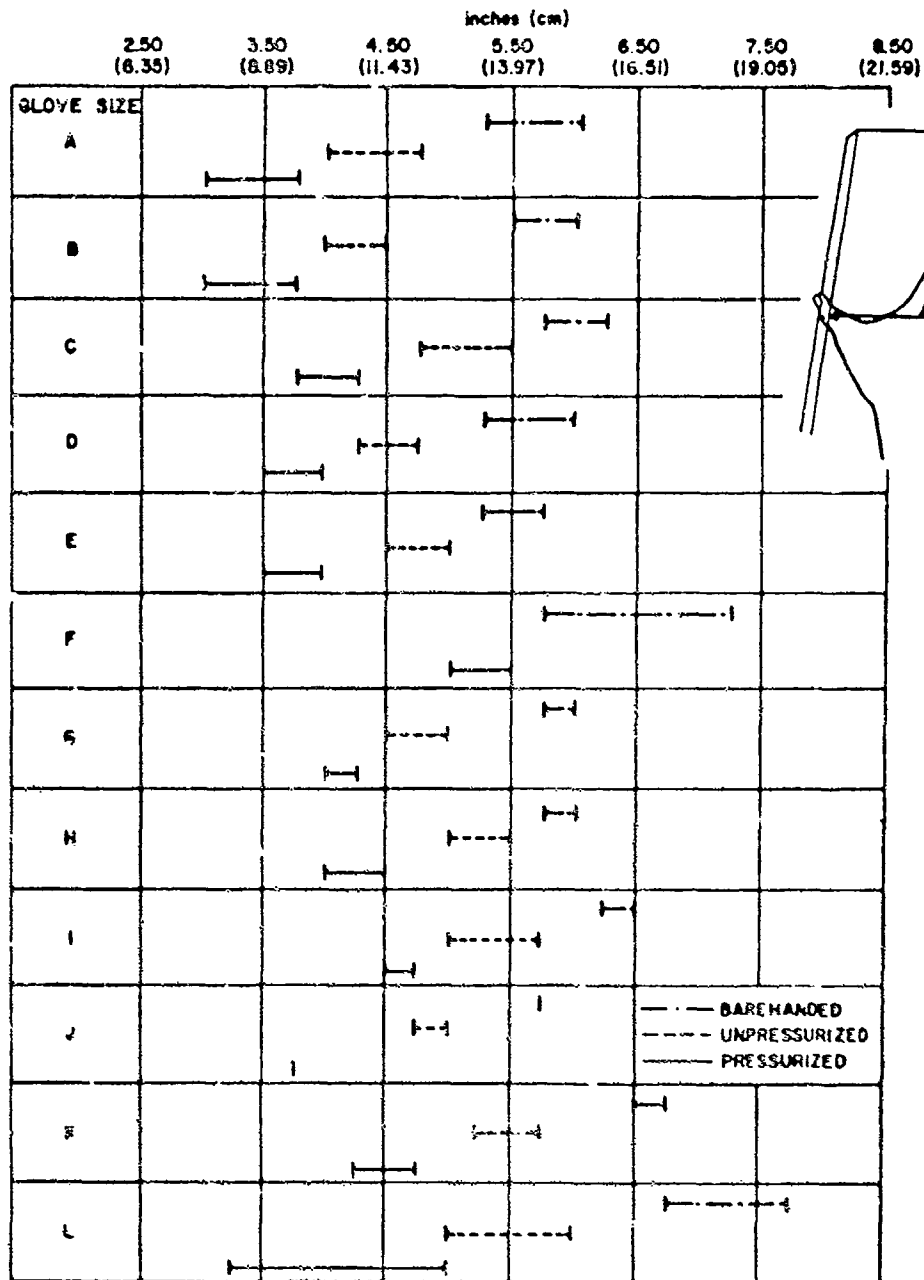 inches (cm)
2.50 3.50 4.50 5.50 6.50 7.50 8.50
(6.35) (8.89) (11.43) (13.97) (16.51) (19.05) (21.59)
GLOVE SIZE
A
B
C
D
E
F
G
H
I
J
BAREHANDED
UNPRESSURIZED
PRESSURIZED
L